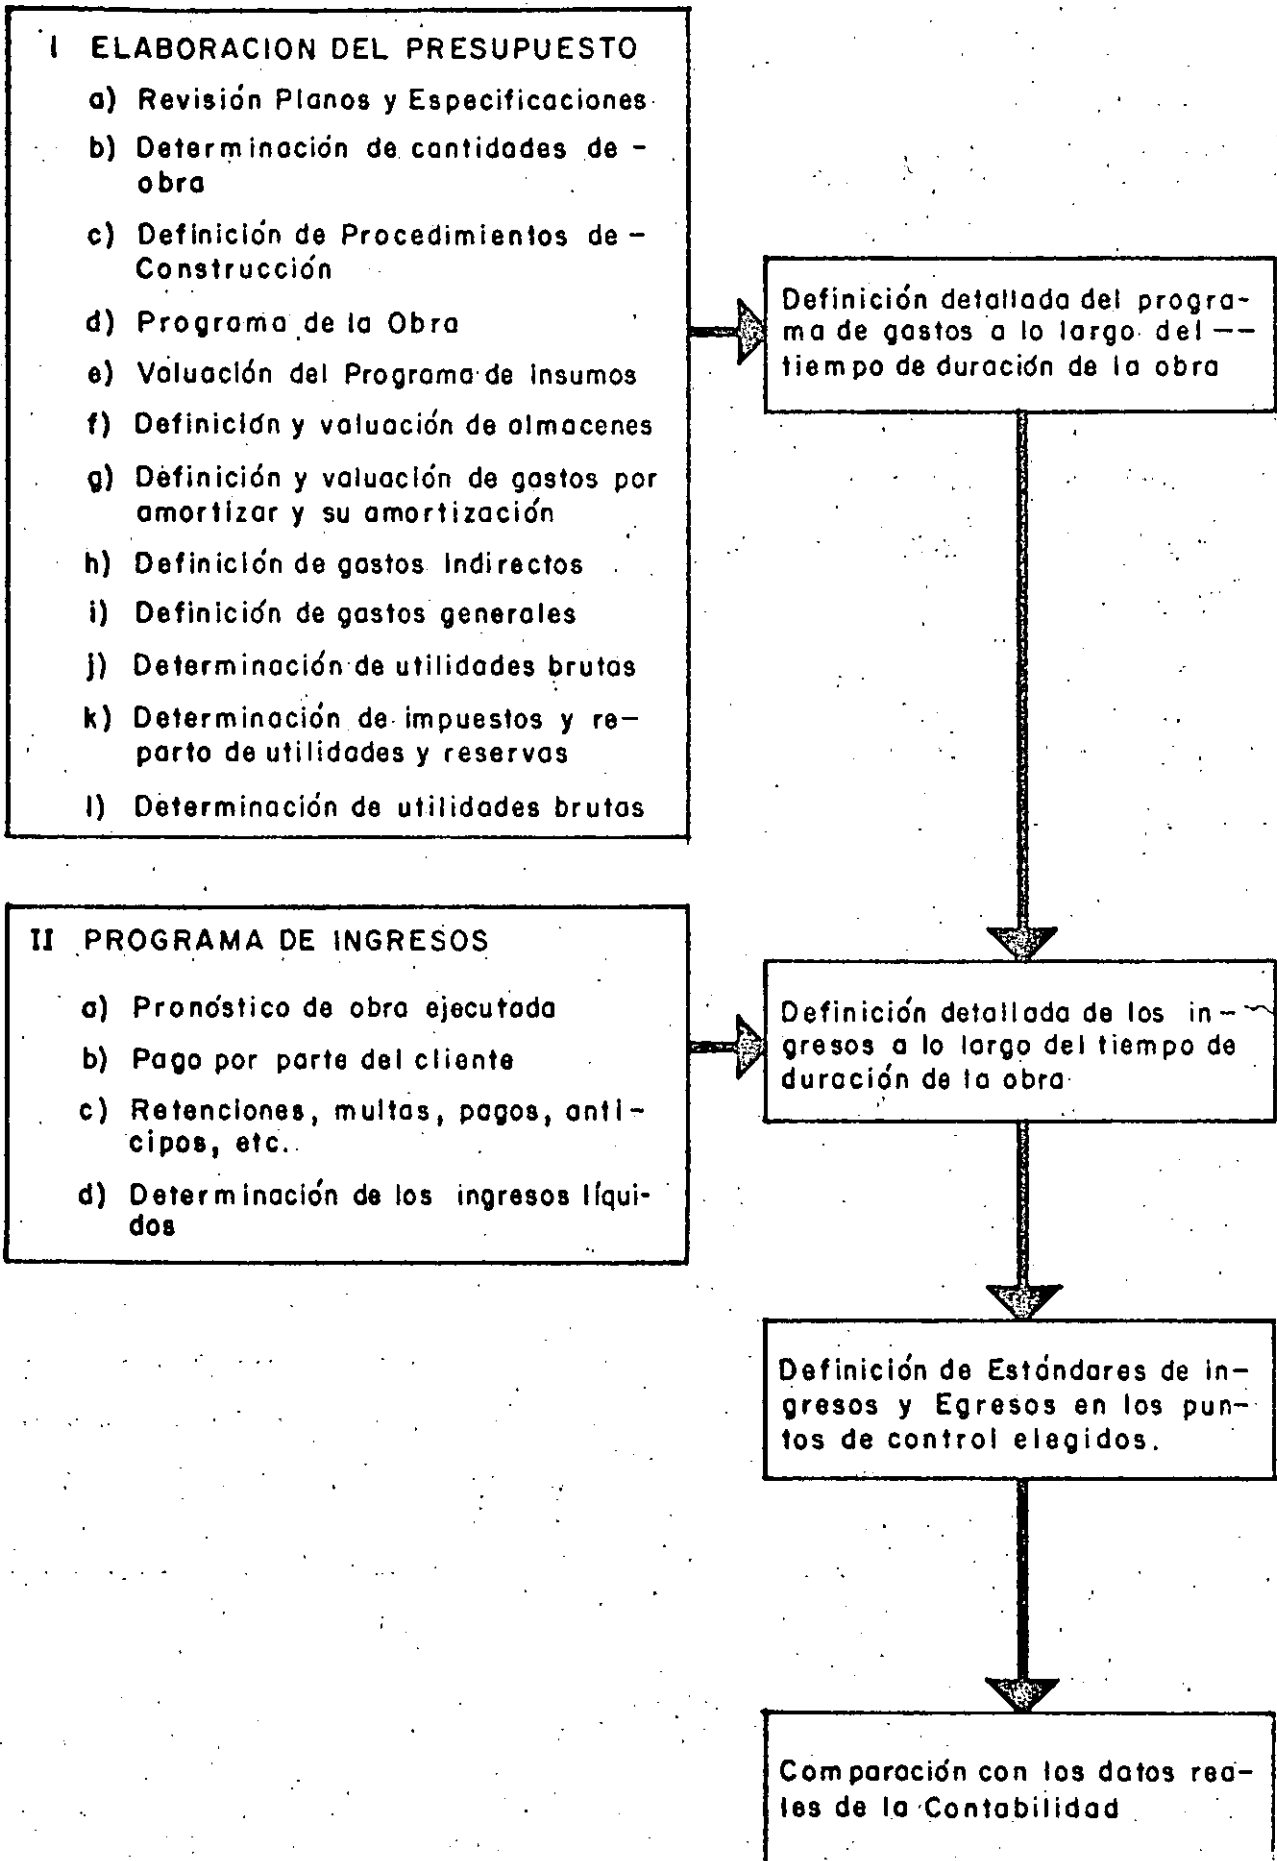 I ELABORACION DEL PRESUPUESTO
a) Revisión Planos y Especificaciones
b) Determinación de cantidades de -
obra
c) Definición de Procedimientos de -
Construcción
d) Programa de la Obra
e) Valuación del Programa de Insumos
f) Definición y valuación de almacenes
g) Definición y valuación de gastos por
amortizar y su amortización
h) Definición de gastos Indirectos
i) Definición de gastos generales
j) Determinación de utilidades brutas
k) Determinación de impuestos y re-
parto de utilidades y reservas
l) Determinación de utilidades brutas
Definición detallada del progra-
ma de gastos a lo largo del --
tiempo de duración de la obra
II PROGRAMA DE INGRESOS
a) Pronóstico de obra ejecutada
b) Pago por parte del cliente
c) Retenciones, multas, pagos, anti-
cipos, etc.
d) Determinación de los ingresos líqui-
dos
Definición detallada de los in-
gresos a lo largo del tiempo de
duración de la obra
Definición de Estándares de in-
gresos y Egresos en los pun-
tos de control elegidos.
Comparación con los datos rea-
les de la Contabilidad